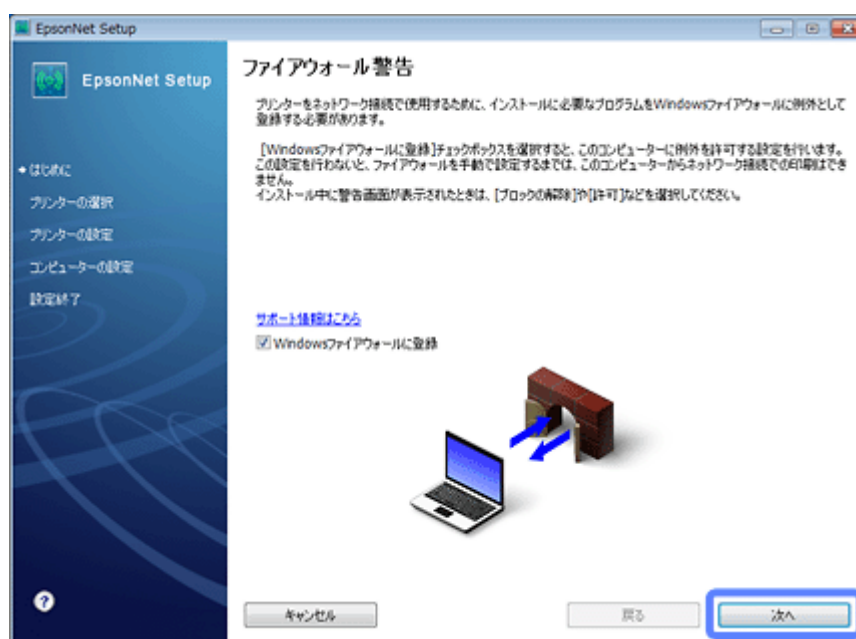 EpsonNet Setup
EpsonNet Setup
はじめに
プリンターの選択
プリンターの設定
コンピューターの設定
設定終了
ファイアウォール警告
プリンターをネットワーク接続で使用するために、インストールに必要なプログラムをWindowsファイアウォールに例外として
登録する必要があります。
[Windowsファイアウォールに登録]チェックボックスを選択すると、このコンピューターに例外を許可する設定を行います。
この設定を行わないと、ファイアウォールを手動で設定するまでは、このコンピューターからネットワーク接続での印刷はでき
ません。
インストール中に警告画面が表示されたときは、[ブロックの解除]や[許可]などを選択してください。
サポート情報はこちら
Windowsファイアウォールに登録
?
キャンセル
戻る
次へ